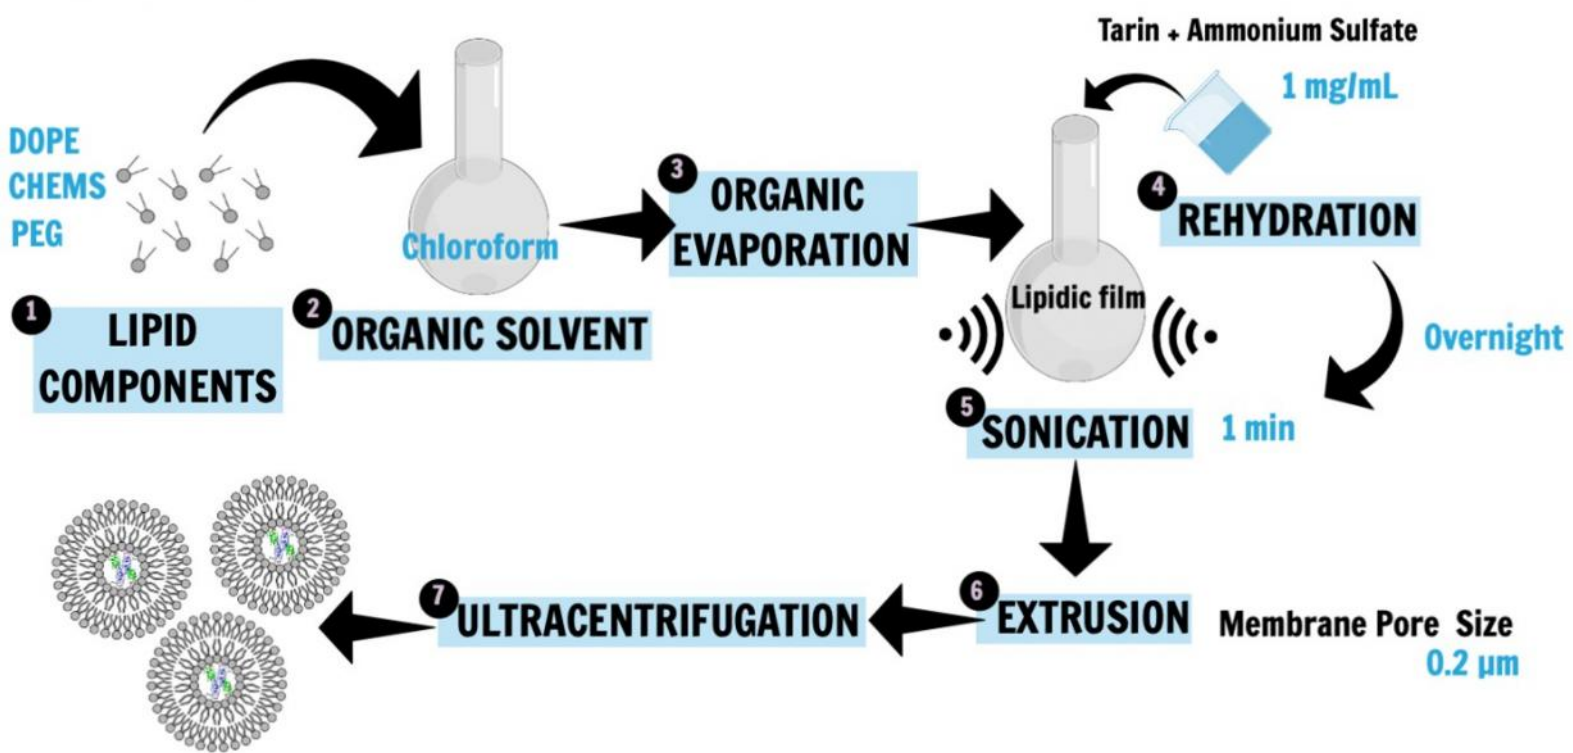 DOPE
CHEMS
PEG
1
LIPID
COMPONENTS
Chloroform
2
ORGANIC SOLVENT
3
ORGANIC
EVAPORATION
Tarin + Ammonium Sulfate
1 mg/mL
4
REHYDRATION
Lipidic film
Overnight
5
SONICATION
1 min
6
EXTRUSION
Membrane Pore Size
0.2 µm
7
ULTRACENTRIFUGATION